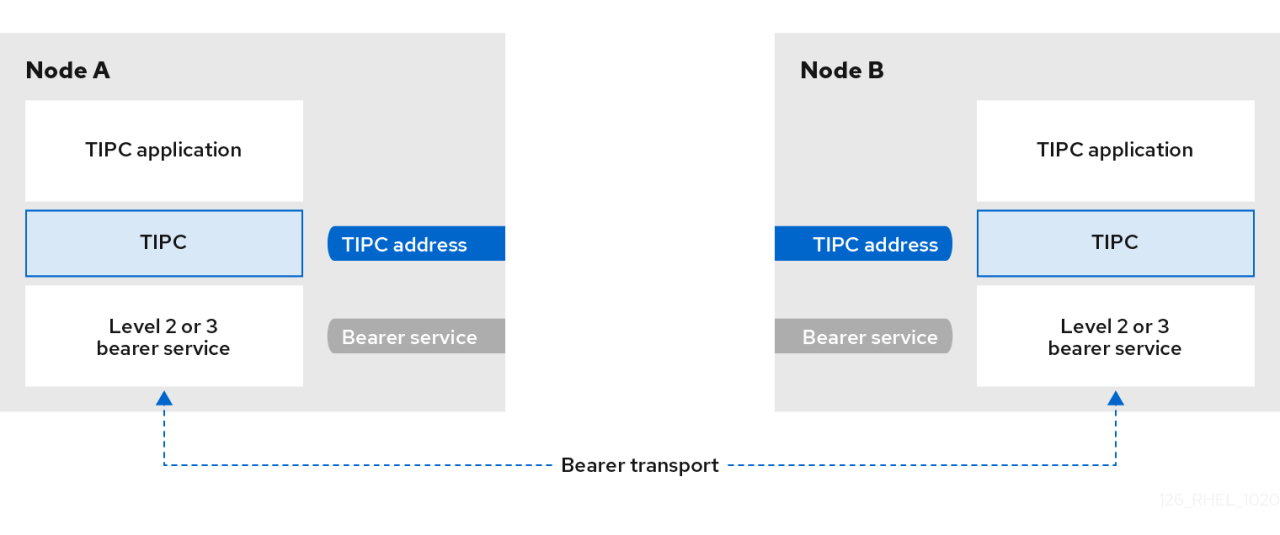 Node A
TIPC application
TIPC
TIPC address
Level 2 or 3
bearer service
Bearer service
Node B
TIPC application
TIPC address
TIPC
Bearer service
Level 2 or 3
bearer service
Bearer transport
126_RHEL_1020